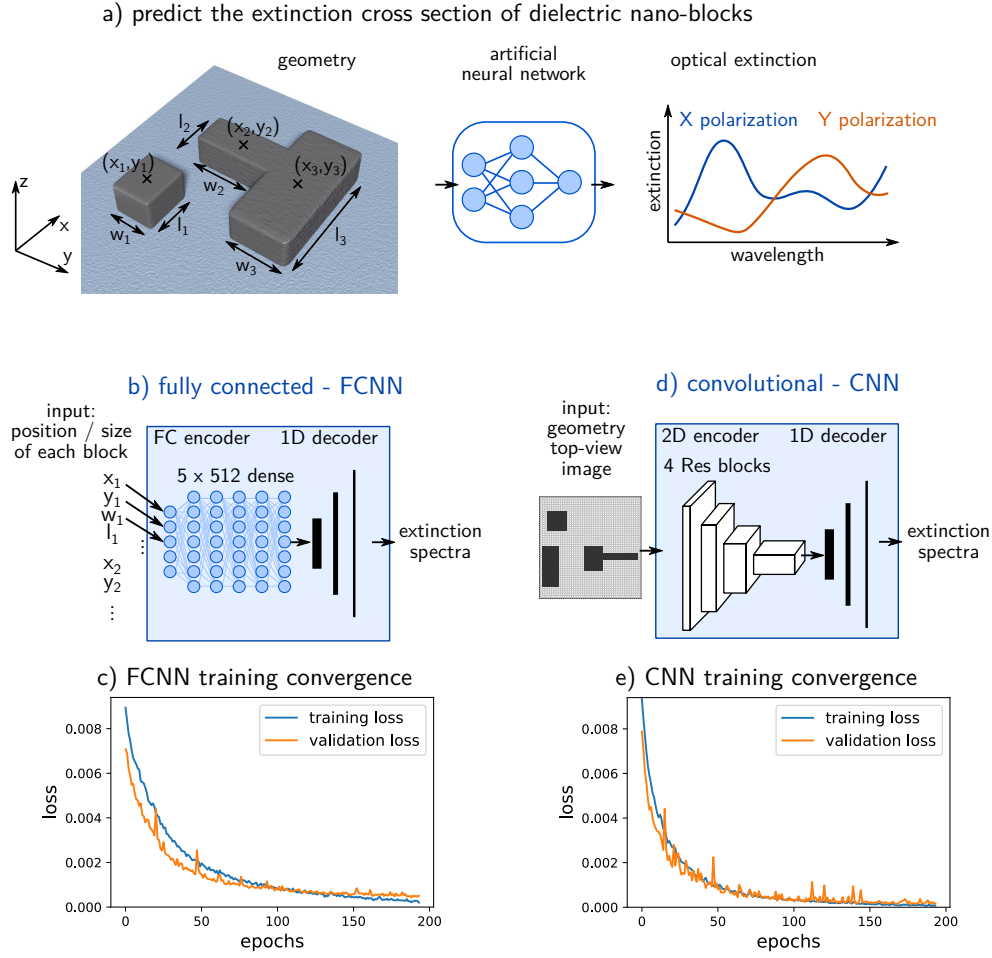 a) predict the extinction cross section of dielectric nano-blocks
geometry
artificial
neural network
optical extinction
l2
(x2,y2)
(x1,y1)
(x3,y3)
w2
w1
l1
l3
w3
z
x
y
X polarization
Y polarization
extinction
wavelength
b) fully connected - FCNN
input:
position / size
of each block
FC encoder
1D decoder
5 x 512 dense
x1
y1
w1
l1
...
x2
y2
...
extinction
spectra
d) convolutional - CNN
input:
geometry
top-view
image
2D encoder
1D decoder
4 Res blocks
extinction
spectra
c) FCNN training convergence
training loss
validation loss
0.008
0.006
0.004
0.002
0.000
loss
0
50
100
150
200
epochs
e) CNN training convergence
training loss
validation loss
0.008
0.006
0.004
0.002
0.000
loss
0
50
100
150
200
epochs